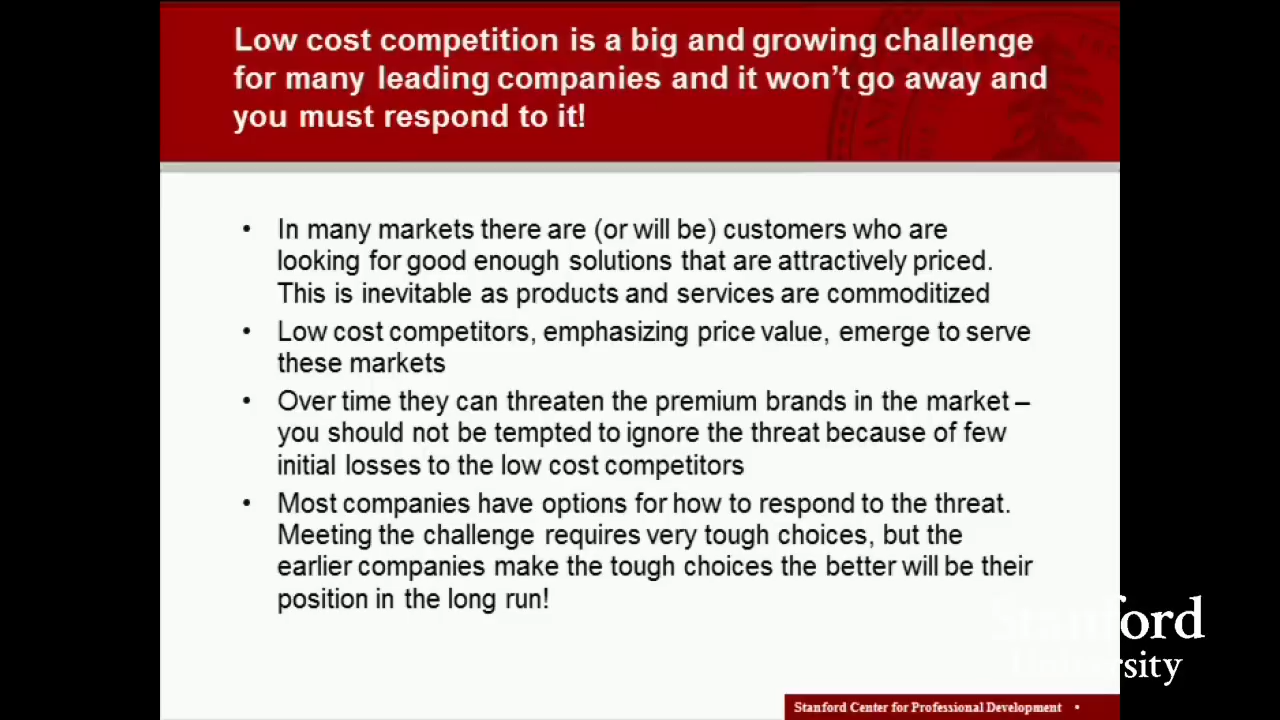 Low cost competition is a big and growing challenge
for many leading companies and it won't go away and
you must respond to it!
• In many markets there are (or will be) customers who are
looking for good enough solutions that are attractively priced.
This is inevitable as products and services are commoditized
• Low cost competitors, emphasizing price value, emerge to serve
these markets
• Over time they can threaten the premium brands in the market –
you should not be tempted to ignore the threat because of few
initial losses to the low cost competitors
• Most companies have options for how to respond to the threat.
Meeting the challenge requires very tough choices, but the
earlier companies make the tough choices the better will be their
position in the long run!
Stanford
University
Stanford Center for Professional Development •